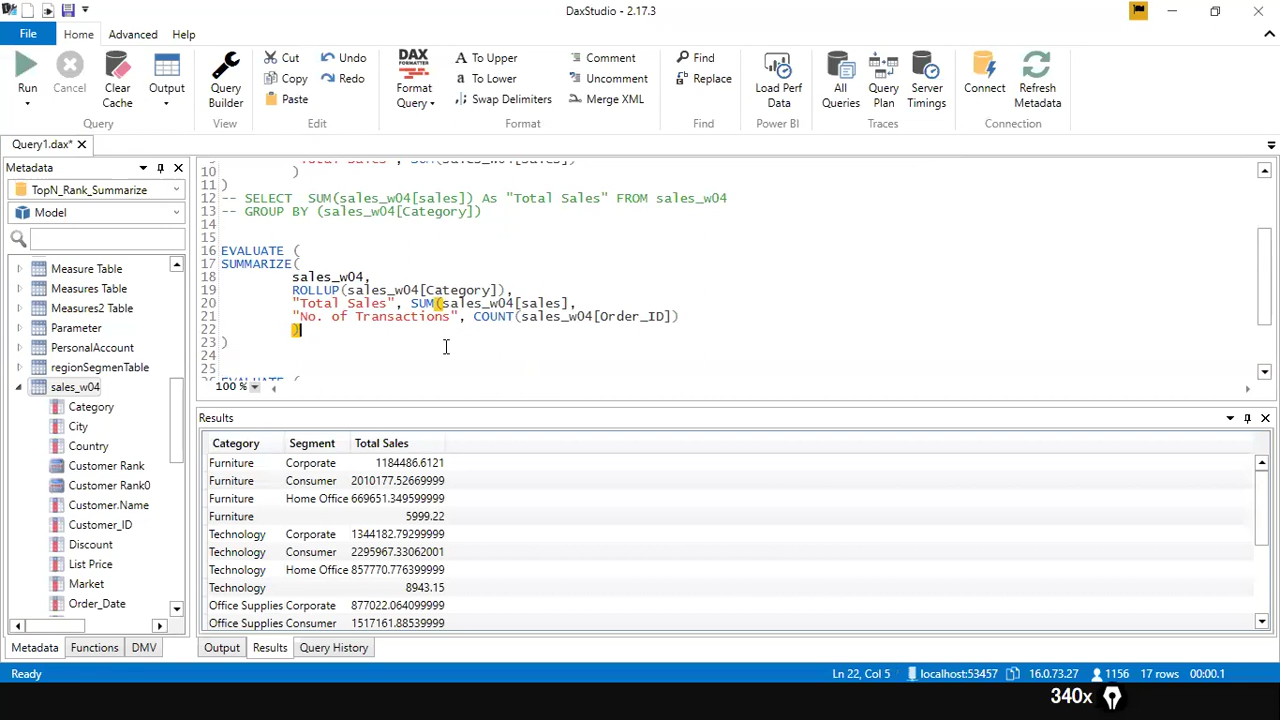 DaxStudio - 2.17.3
File
Home
Advanced
Help
Run
Cancel
Clear
Cache
Output
Query
Builder
Cut
Copy
Paste
Undo
Redo
DAX
FORMATTER
Format
Query
To Upper
To Lower
Swap Delimiters
Comment
Uncomment
Merge XML
Find
Replace
Load Perf
Data
All
Queries
Query
Plan
Server
Timings
Connect
Refresh
Metadata
Query
View
Edit
Format
Find
Power BI
Traces
Connection
Query1.dax*
Metadata
TopN_Rank_Summarize
Model
Measure Table
Measures Table
Measures2 Table
Parameter
PersonalAccount
regionSegmentTable
sales_w04
Category
City
Country
Customer Rank
Customer Rank0
Customer.Name
Customer_ID
Discount
List Price
Market
Order_Date
Metadata
Functions
DMV
10 )
11 )
12 -- SELECT SUM(sales_w04[sales]) As "Total Sales" FROM sales_w04
13 -- GROUP BY (sales_w04[Category])
14
15
16 EVALUATE (
17 SUMMARIZE(
18 sales_w04,
19 ROLLUP(sales_w04[Category]),
20 "Total Sales", SUM(sales_w04[sales],
21 "No. of Transactions", COUNT(sales_w04[Order_ID])
22 )
23 )
24
25
100 %
Results
Category Segment Total Sales
Furniture Corporate 1184486.6121
Furniture Consumer 2010177.52669999
Furniture Home Office 669651.349599999
Furniture 5999.22
Technology Corporate 1344182.79299999
Technology Consumer 2295967.33062001
Technology Home Office 857770.776399999
Technology 8943.15
Office Supplies Corporate 877022.064099999
Office Supplies Consumer 1517161.88539999
Output
Results
Query History
Ready
Ln 22, Col 5
localhost:53457
16.0.73.27
1156
17 rows
00:00.1
340x